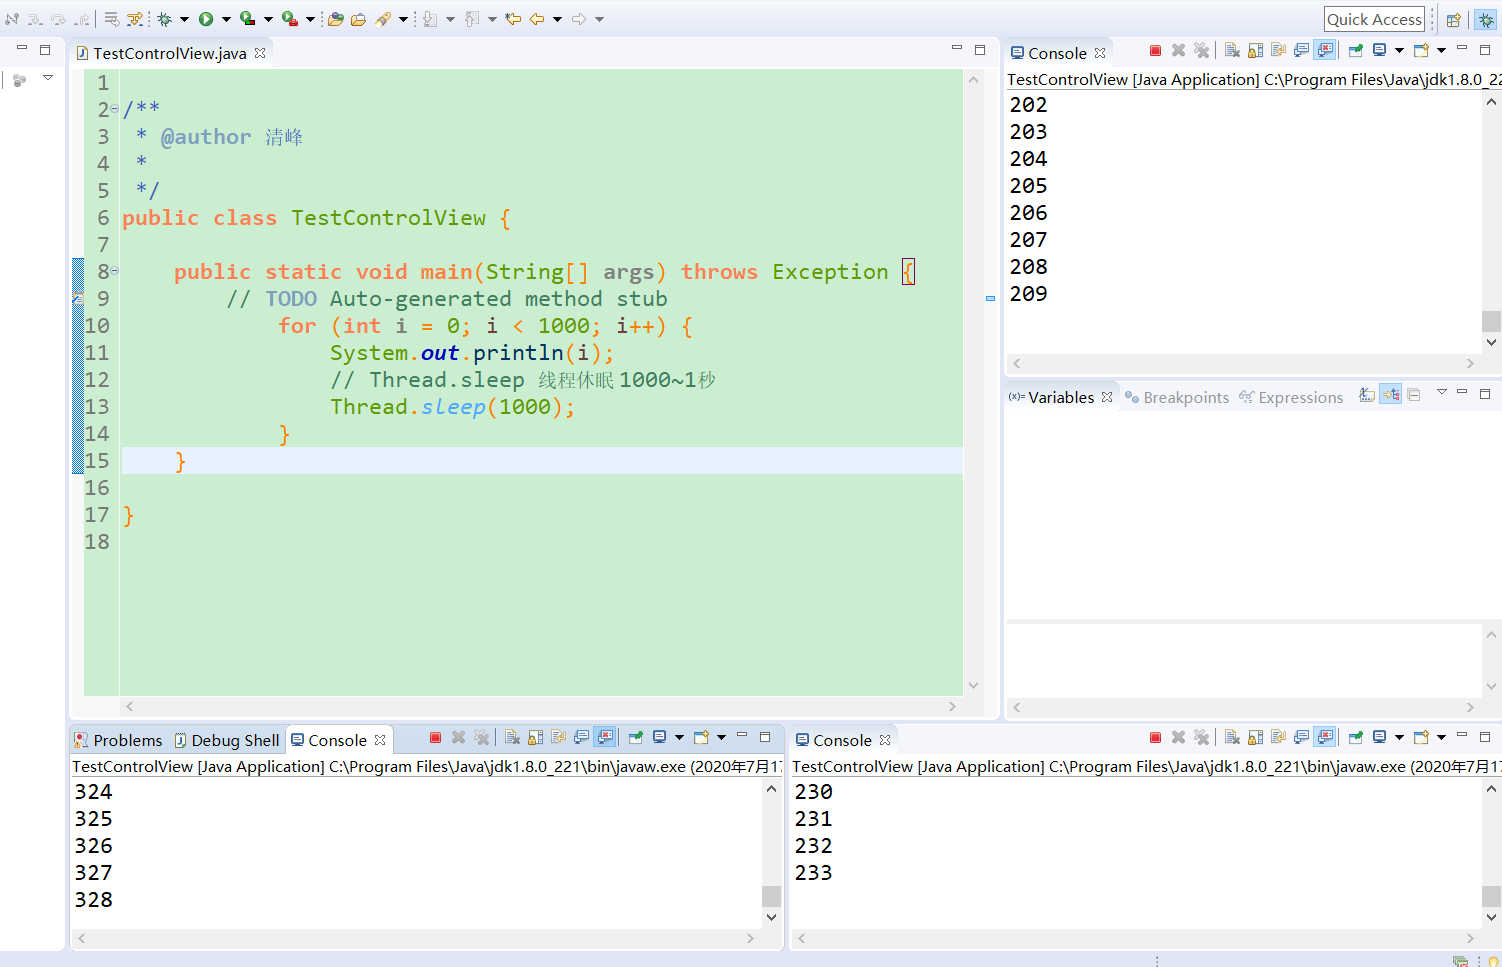 Quick Access
TestControlView.java
1
2 /**
3  * @author 清峰
4  *
5  */
6 public class TestControlView {
7
8     public static void main(String[] args) throws Exception {
9         // TODO Auto-generated method stub
10             for (int i = 0; i < 1000; i++) {
11                 System.out.println(i);
12                 // Thread.sleep 线程休眠 1000~1秒
13                 Thread.sleep(1000);
14             }
15     }
16
17 }
18
Console
TestControlView [Java Application] C:\Program Files\Java\jdk1.8.0_22
202
203
204
205
206
207
208
209
(x)= Variables Breakpoints Expressions
Problems Debug Shell Console
TestControlView [Java Application] C:\Program Files\Java\jdk1.8.0_221\bin\javaw.exe (2020年7月17
324
325
326
327
328
Console
TestControlView [Java Application] C:\Program Files\Java\jdk1.8.0_221\bin\javaw.exe (2020年7月17
230
231
232
233